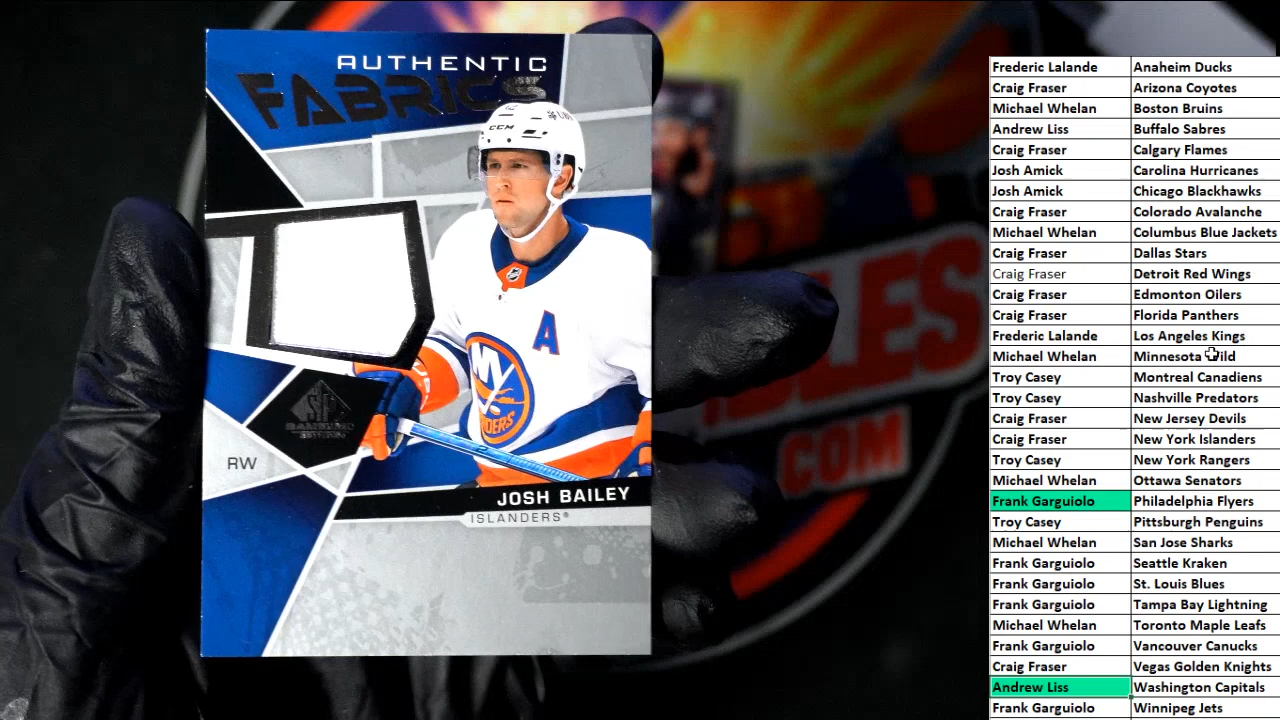 AUTHENTIC
FABRICS
CCM
A
SP
GAME USED
EDITION
RW
JOSH BAILEY
ISLANDERS®
COM
Frederic Lalande Anaheim Ducks
Craig Fraser Arizona Coyotes
Michael Whelan Boston Bruins
Andrew Liss Buffalo Sabres
Craig Fraser Calgary Flames
Josh Amick Carolina Hurricanes
Josh Amick Chicago Blackhawks
Craig Fraser Colorado Avalanche
Michael Whelan Columbus Blue Jackets
Craig Fraser Dallas Stars
Craig Fraser Detroit Red Wings
Craig Fraser Edmonton Oilers
Craig Fraser Florida Panthers
Frederic Lalande Los Angeles Kings
Michael Whelan Minnesota Wild
Troy Casey Montreal Canadiens
Troy Casey Nashville Predators
Craig Fraser New Jersey Devils
Craig Fraser New York Islanders
Troy Casey New York Rangers
Michael Whelan Ottawa Senators
Frank Garguiolo Philadelphia Flyers
Troy Casey Pittsburgh Penguins
Michael Whelan San Jose Sharks
Frank Garguiolo Seattle Kraken
Frank Garguiolo St. Louis Blues
Frank Garguiolo Tampa Bay Lightning
Michael Whelan Toronto Maple Leafs
Frank Garguiolo Vancouver Canucks
Craig Fraser Vegas Golden Knights
Andrew Liss Washington Capitals
Frank Garguiolo Winnipeg Jets